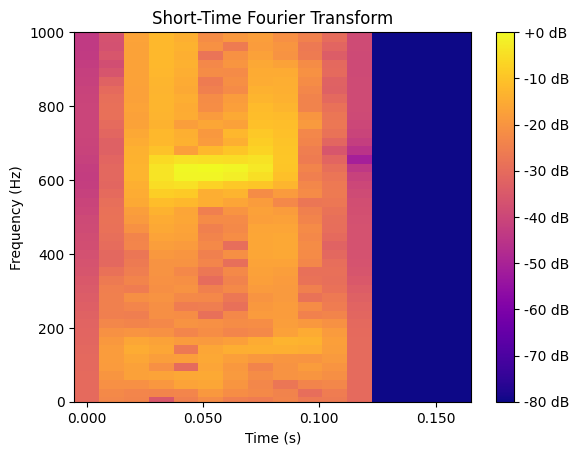 Short-Time Fourier Transform
1000
800
600
400
200
0
Frequency (Hz)
0.000
0.050
0.100
0.150
Time (s)
+0 dB
-10 dB
-20 dB
-30 dB
-40 dB
-50 dB
-60 dB
-70 dB
-80 dB